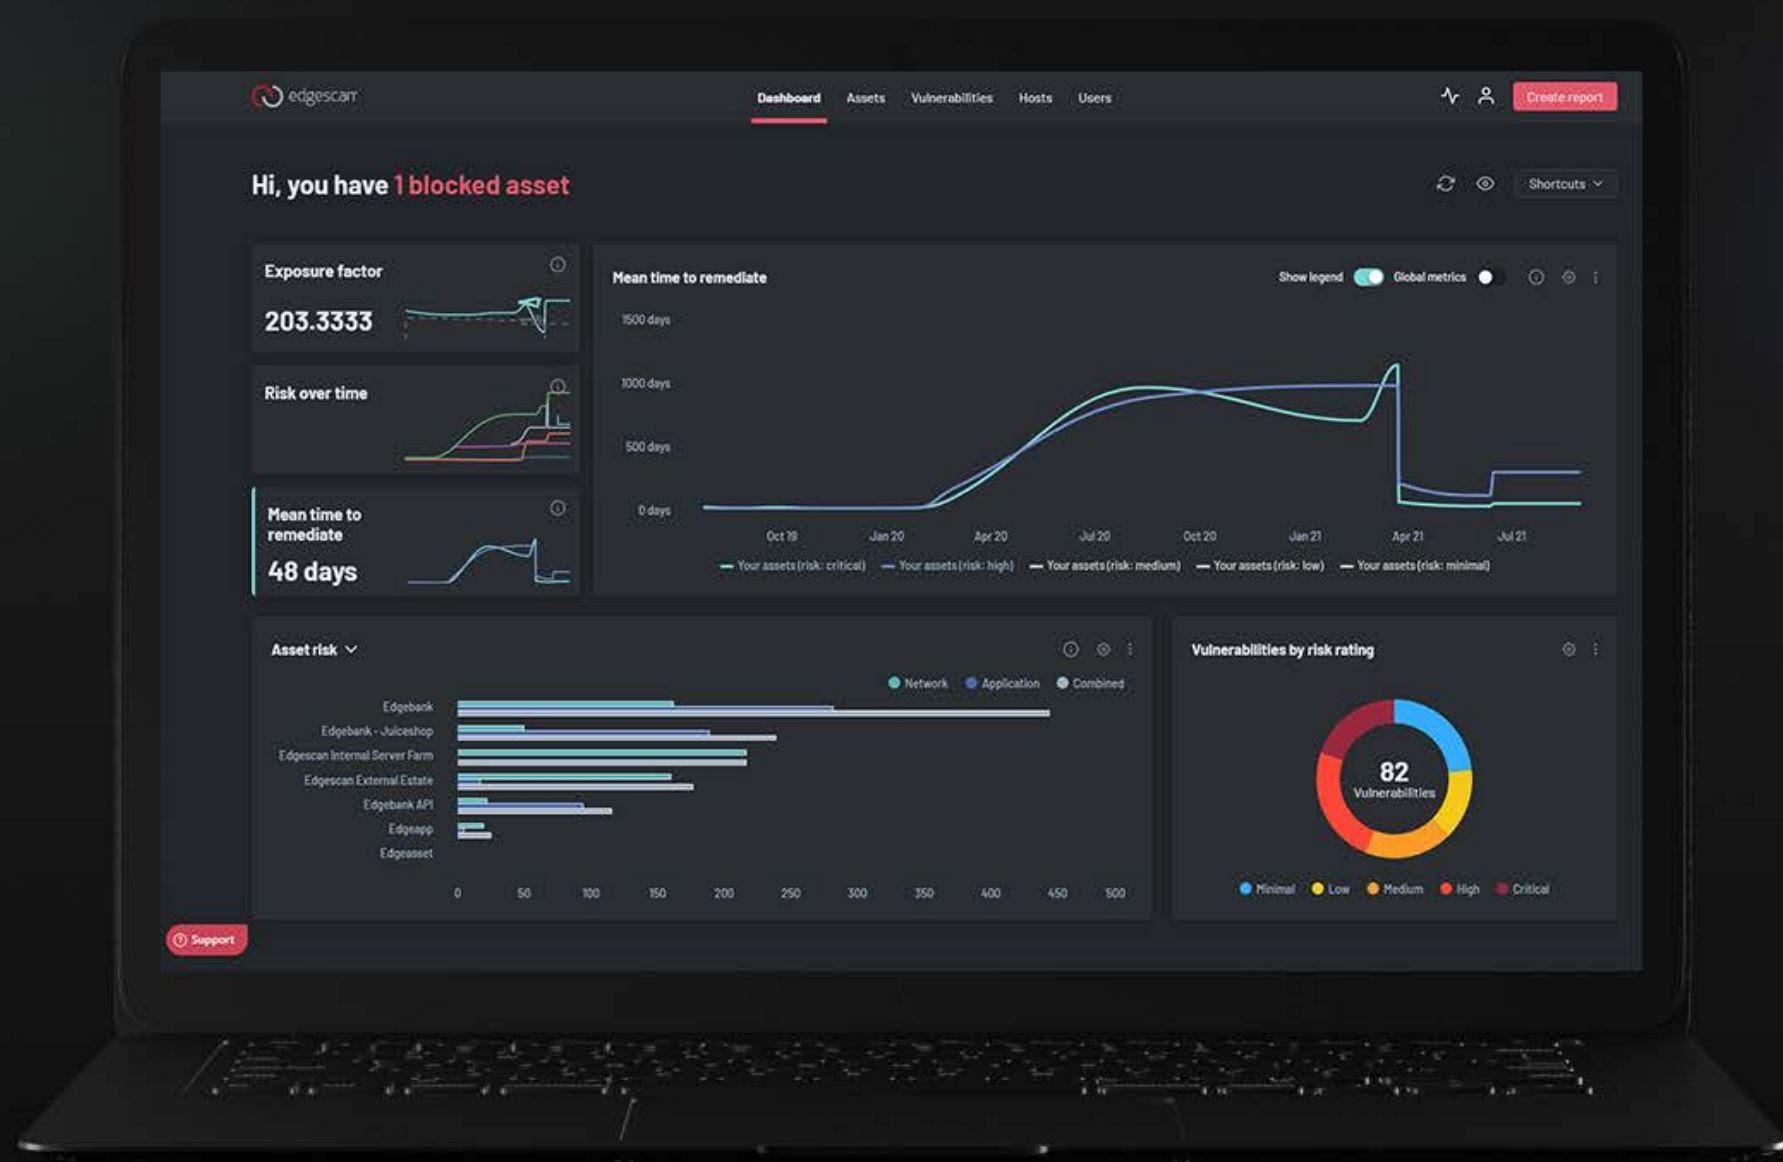 edgescan
Dashboard Assets Vulnerabilities Hosts Users
Create report
Hi, you have 1 blocked asset
Shortcuts
Exposure factor
203.3333
Risk over time
Mean time to
remediate
48 days
Mean time to remediate
Show legend Global metrics
1500 days
1000 days
500 days
0 days
Oct 19 Jan 20 Apr 20 Jul 20 Oct 20 Jan 21 Apr 21 Jul 21
Your assets (risk: critical) Your assets (risk: high) Your assets (risk: medium) Your assets (risk: low) Your assets (risk: minimal)
Asset risk
Network Application Combined
Edgebank
Edgebank - Juiceshop
Edgescan Internal Server Farm
Edgescan External Estate
Edgebank API
Edgeapp
Edgeasset
0 50 100 150 200 250 300 350 400 450 500
Vulnerabilities by risk rating
82
Vulnerabilities
Minimal Low Medium High Critical
Support